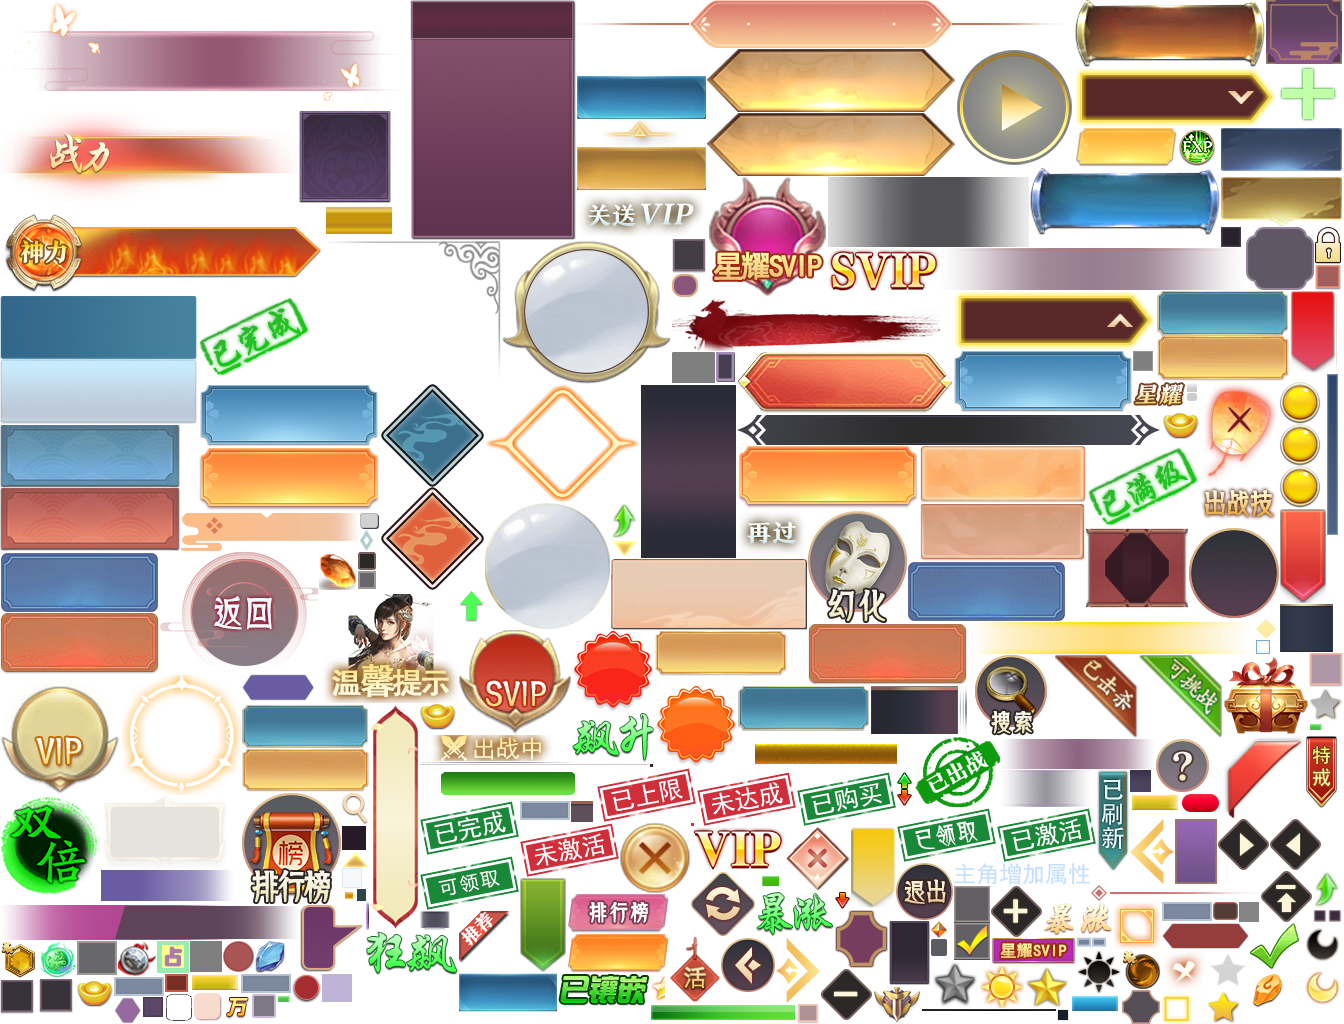 战力
EXP
关送VIP
神力
星耀SVIP
SVIP
已完成
星耀
已满级
出战技
再过
返回
幻化
温馨提示
SVIP
VIP
飙升
出战中
搜索
已击杀
可挑战
特戒
已出战
已上限
未达成
已购买
已刷新
双倍
已完成
未激活
VIP
已领取
已激活
榜
排行榜
可领取
主角增加属性
退出
暴涨
排行榜
暴涨
推荐
狂飙
星耀SVIP
占
活
已镶嵌
万